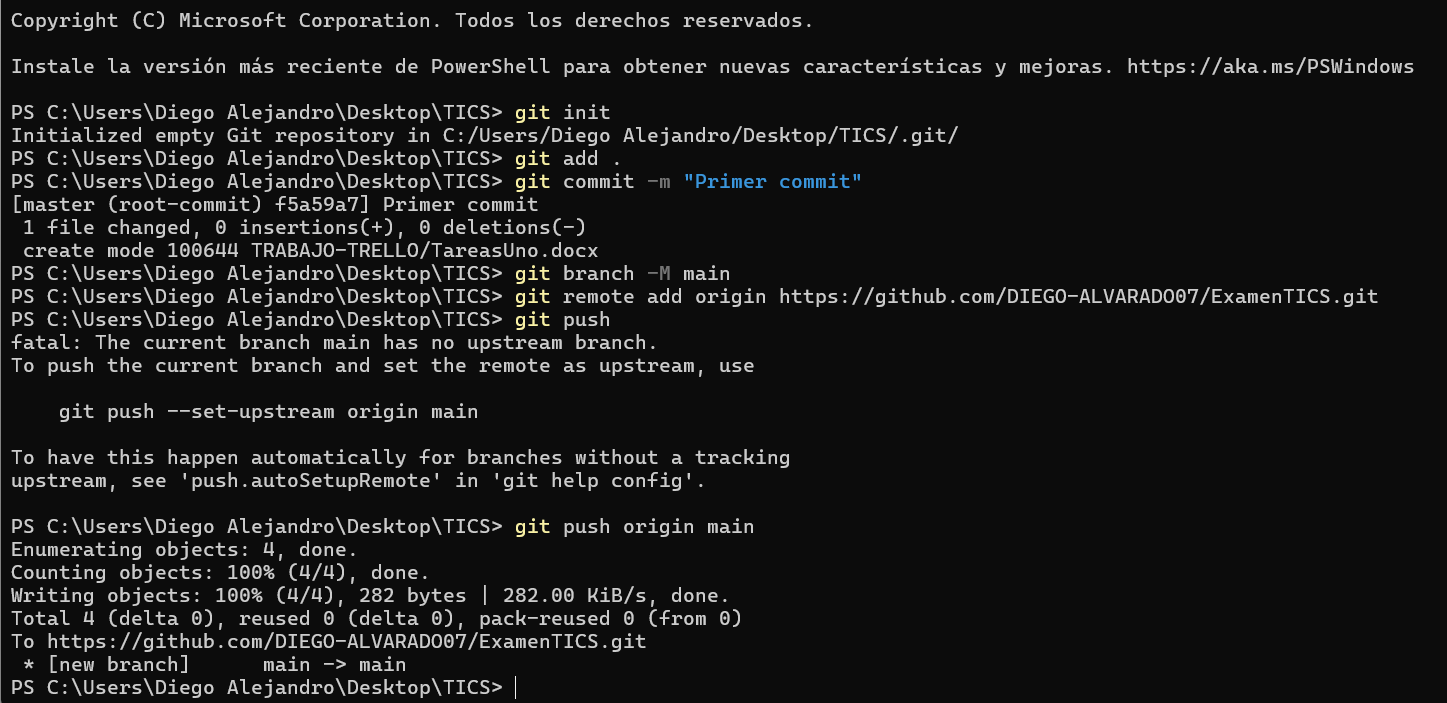 Copyright (C) Microsoft Corporation. Todos los derechos reservados.
Instale la versión más reciente de PowerShell para obtener nuevas características y mejoras. https://aka.ms/PSWindows
PS C:\Users\Diego Alejandro\Desktop\TICS> git init
Initialized empty Git repository in C:/Users/Diego Alejandro/Desktop/TICS/.git/
PS C:\Users\Diego Alejandro\Desktop\TICS> git add .
PS C:\Users\Diego Alejandro\Desktop\TICS> git commit -m "Primer commit"
[master (root-commit) f5a59a7] Primer commit
 1 file changed, 0 insertions(+), 0 deletions(-)
 create mode 100644 TRABAJO-TRELLO/TareasUno.docx
PS C:\Users\Diego Alejandro\Desktop\TICS> git branch -M main
PS C:\Users\Diego Alejandro\Desktop\TICS> git remote add origin https://github.com/DIEGO-ALVARADO07/ExamenTICS.git
PS C:\Users\Diego Alejandro\Desktop\TICS> git push
fatal: The current branch main has no upstream branch.
To push the current branch and set the remote as upstream, use
    git push --set-upstream origin main
To have this happen automatically for branches without a tracking
upstream, see 'push.autoSetupRemote' in 'git help config'.
PS C:\Users\Diego Alejandro\Desktop\TICS> git push origin main
Enumerating objects: 4, done.
Counting objects: 100% (4/4), done.
Writing objects: 100% (4/4), 282 bytes | 282.00 KiB/s, done.
Total 4 (delta 0), reused 0 (delta 0), pack-reused 0 (from 0)
To https://github.com/DIEGO-ALVARADO07/ExamenTICS.git
 * [new branch]      main -> main
PS C:\Users\Diego Alejandro\Desktop\TICS>